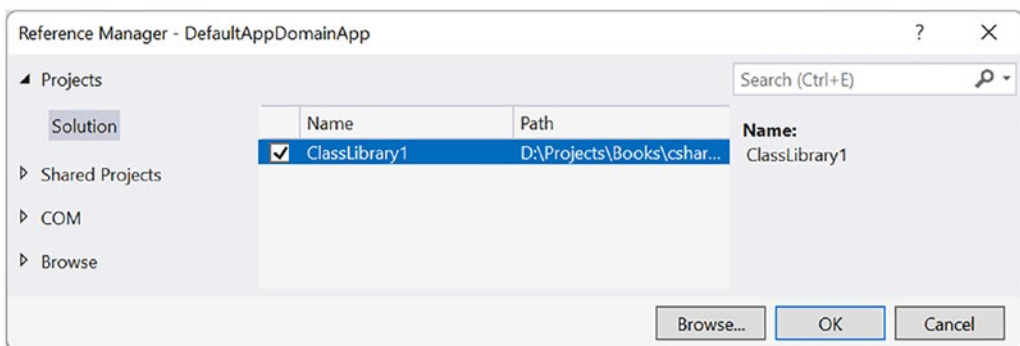 Reference Manager - DefaultAppDomainApp ? ✕
Projects
Search (Ctrl+E)
Solution
Name Path
Name:
ClassLibrary1 D:\Projects\Books\cshar...
ClassLibrary1
Shared Projects
COM
Browse
Browse... OK Cancel